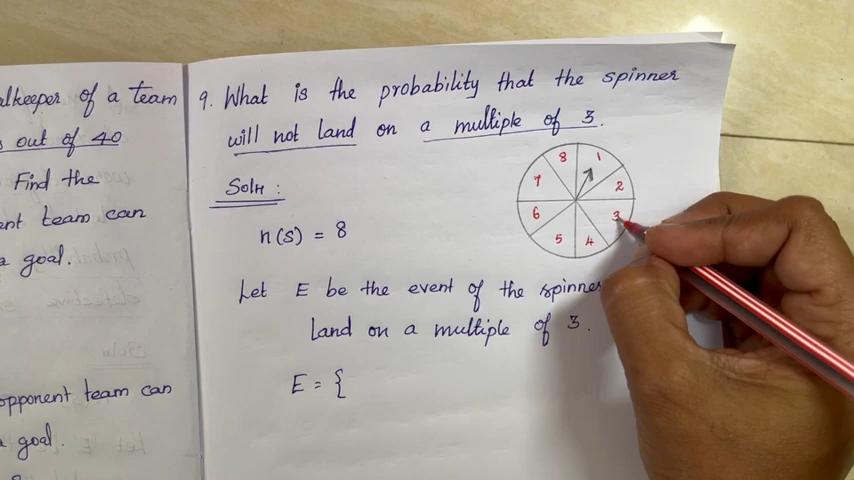 of a team
out of 40
Find the
team can
a goal.
opponent team can
a goal.
9. What is the probability that the spinner
will not land on a multiple of 3.
Soln :
n(S) = 8
8 1
7 2
6 3
5 4
Let E be the event of the spinner
land on a multiple of 3.
E = {